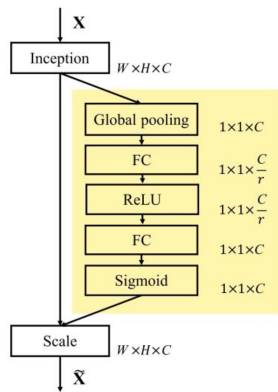 X
Inception
W×H×C
Global pooling
1×1×C
FC
1×1×C/r
ReLU
1×1×C/r
FC
1×1×C
Sigmoid
1×1×C
Scale
W×H×C
X̃